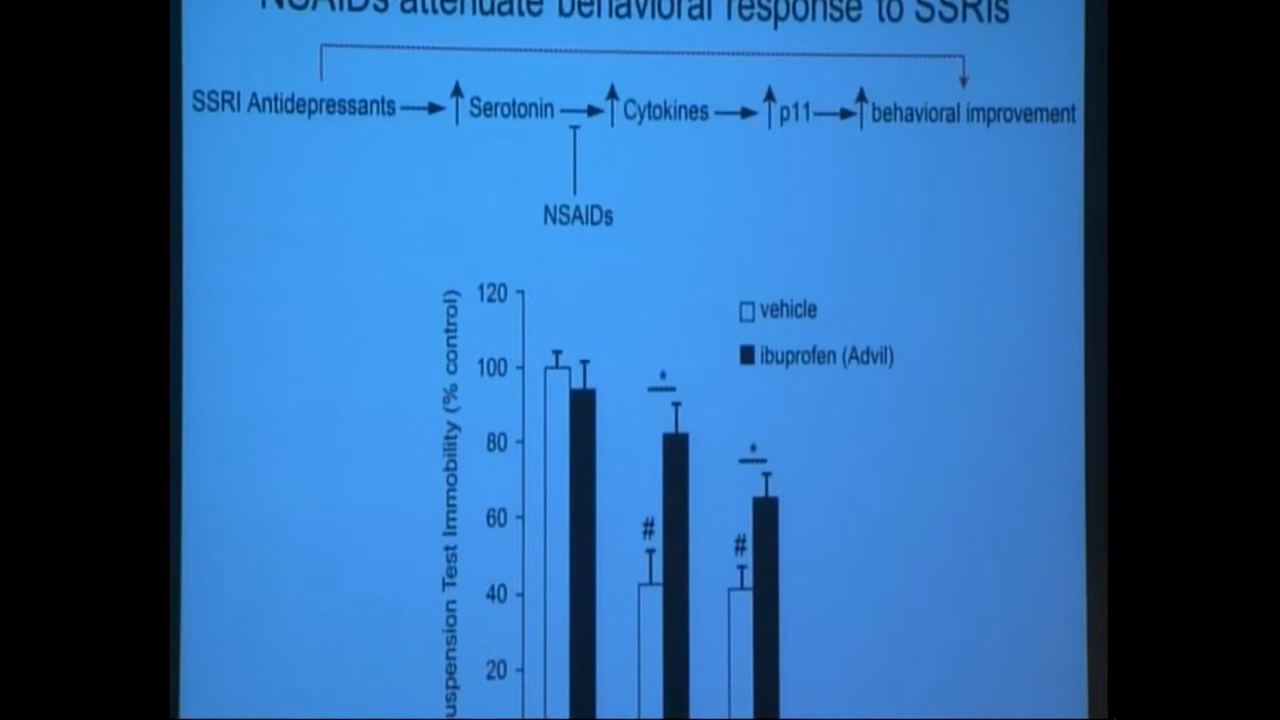 NSAIDs attenuate behavioral response to SSRIs
SSRI Antidepressants Serotonin Cytokines p11 behavioral improvement
NSAIDs
120
100
80
60
40
20
uspension Test Immobility (% control)
vehicle
ibuprofen (Advil)
*
*
#
#